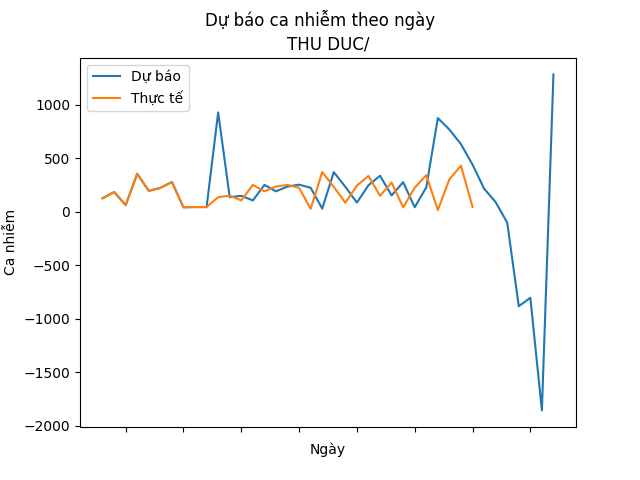 Dự báo ca nhiễm theo ngày
THU DUC/
Dự báo
Thực tế
1000
500
0
−500
−1000
−1500
−2000
Ca nhiễm
Ngày